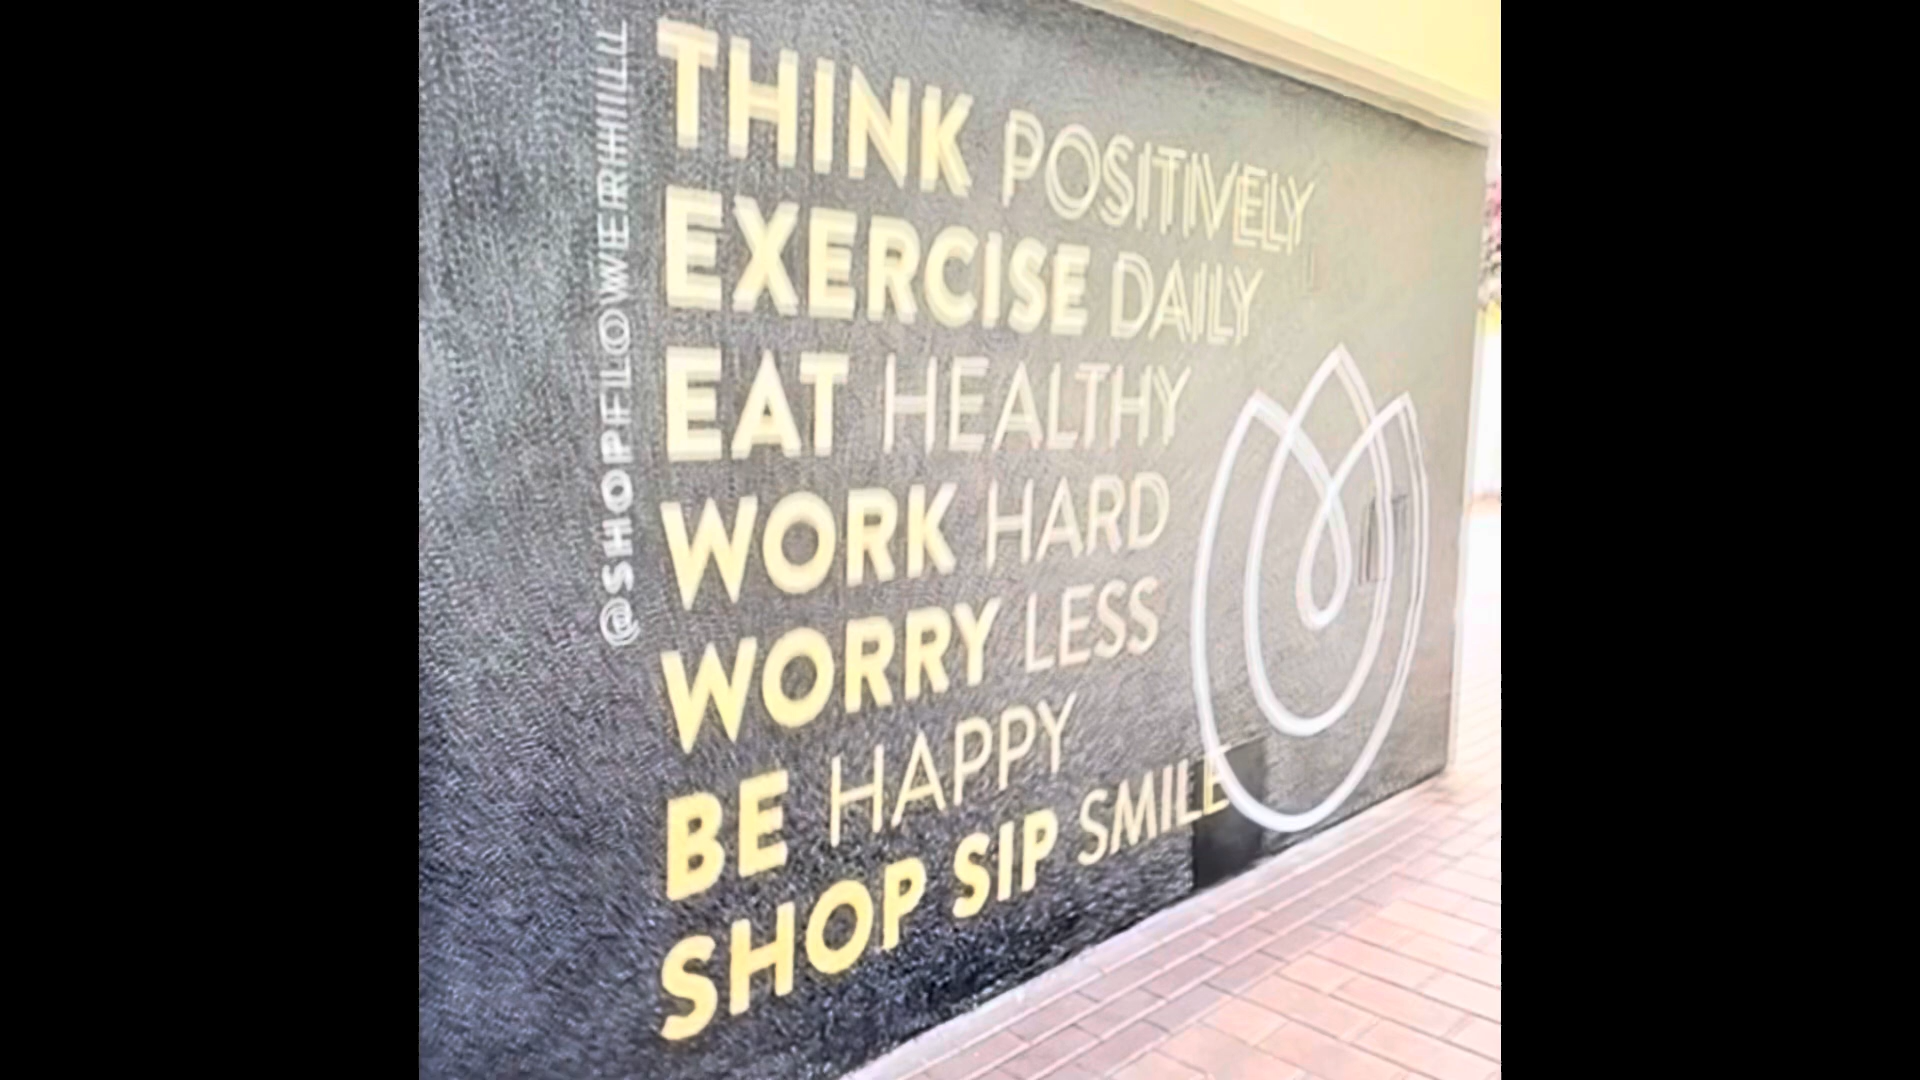 THINK POSITIVELY
EXERCISE DAILY
EAT HEALTHY
WORK HARD
WORRY LESS
BE HAPPY
SHOP SIP SMILE
@SHOPFLOWERHILL